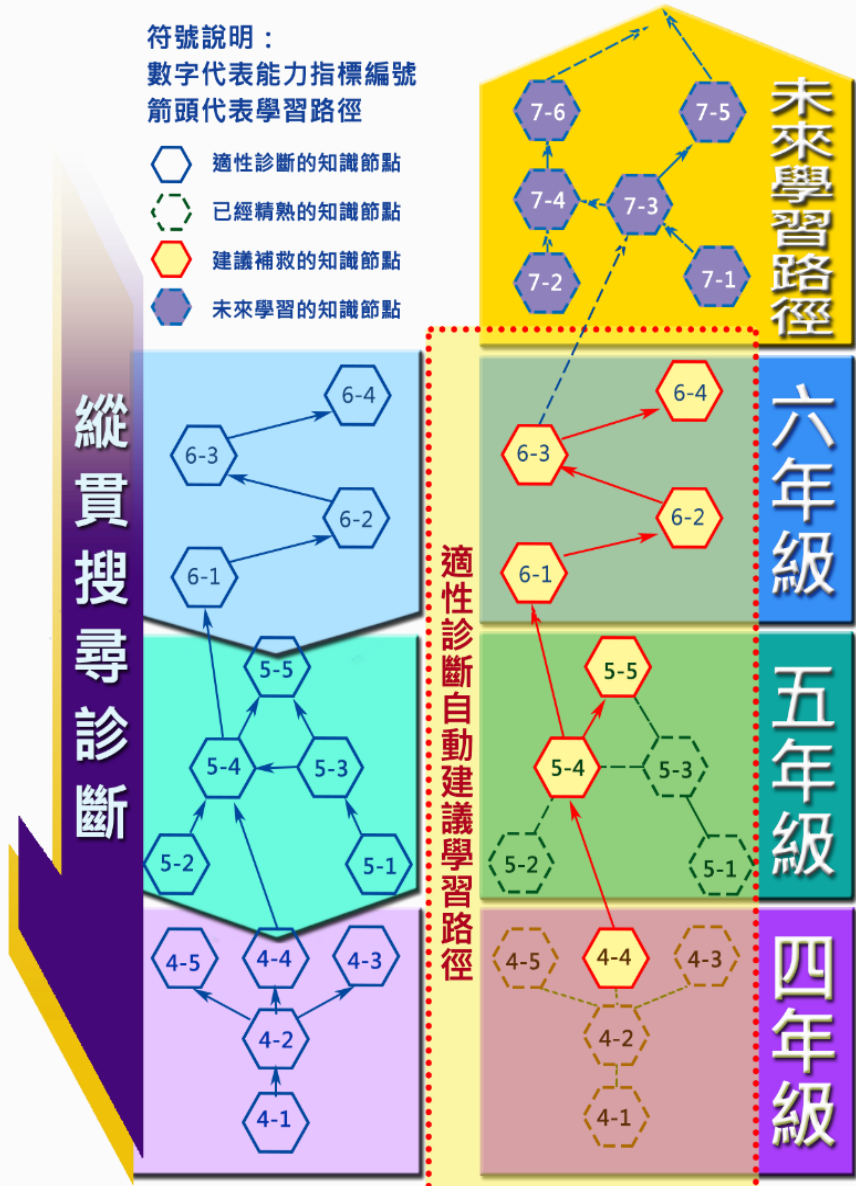 符號說明：
數字代表能力指標編號
箭頭代表學習路徑
適性診斷的知識節點
已經精熟的知識節點
建議補救的知識節點
未來學習的知識節點
縱貫搜尋診斷
6-4
6-3
6-2
6-1
5-5
5-4
5-3
5-2
5-1
4-5
4-4
4-3
4-2
4-1
適性診斷自動建議學習路徑
未來學習路徑
7-6
7-5
7-4
7-3
7-2
7-1
六年級
6-4
6-3
6-2
6-1
五年級
5-5
5-4
5-3
5-2
5-1
四年級
4-5
4-4
4-3
4-2
4-1